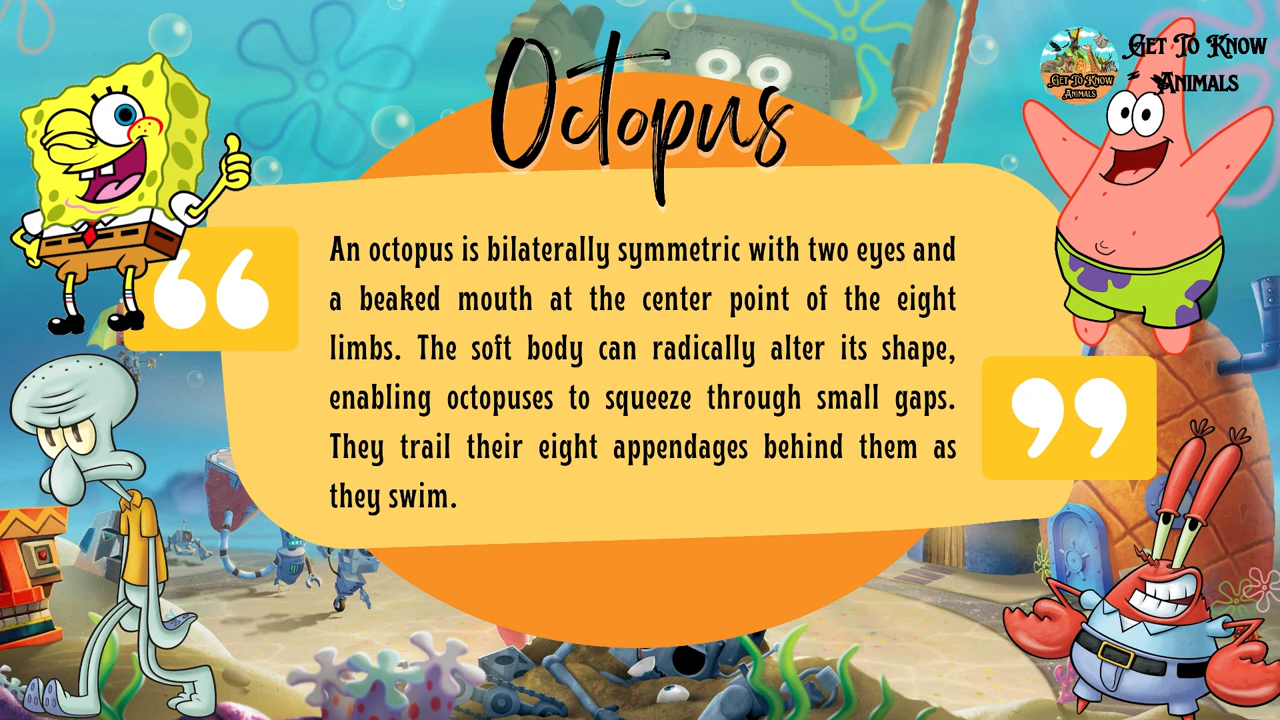 Octopus
Get To Know
Animals
Get To Know
Animals
An octopus is bilaterally symmetric with two eyes and
a beaked mouth at the center point of the eight
limbs. The soft body can radically alter its shape,
enabling octopuses to squeeze through small gaps.
They trail their eight appendages behind them as
they swim.